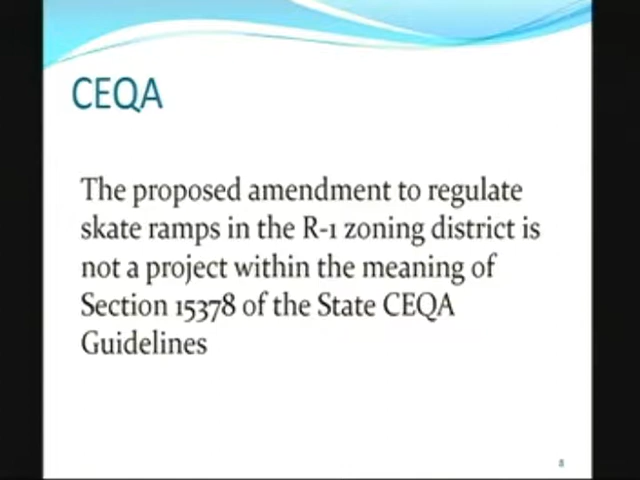 CEQA
The proposed amendment to regulate
skate ramps in the R-1 zoning district is
not a project within the meaning of
Section 15378 of the State CEQA
Guidelines
8